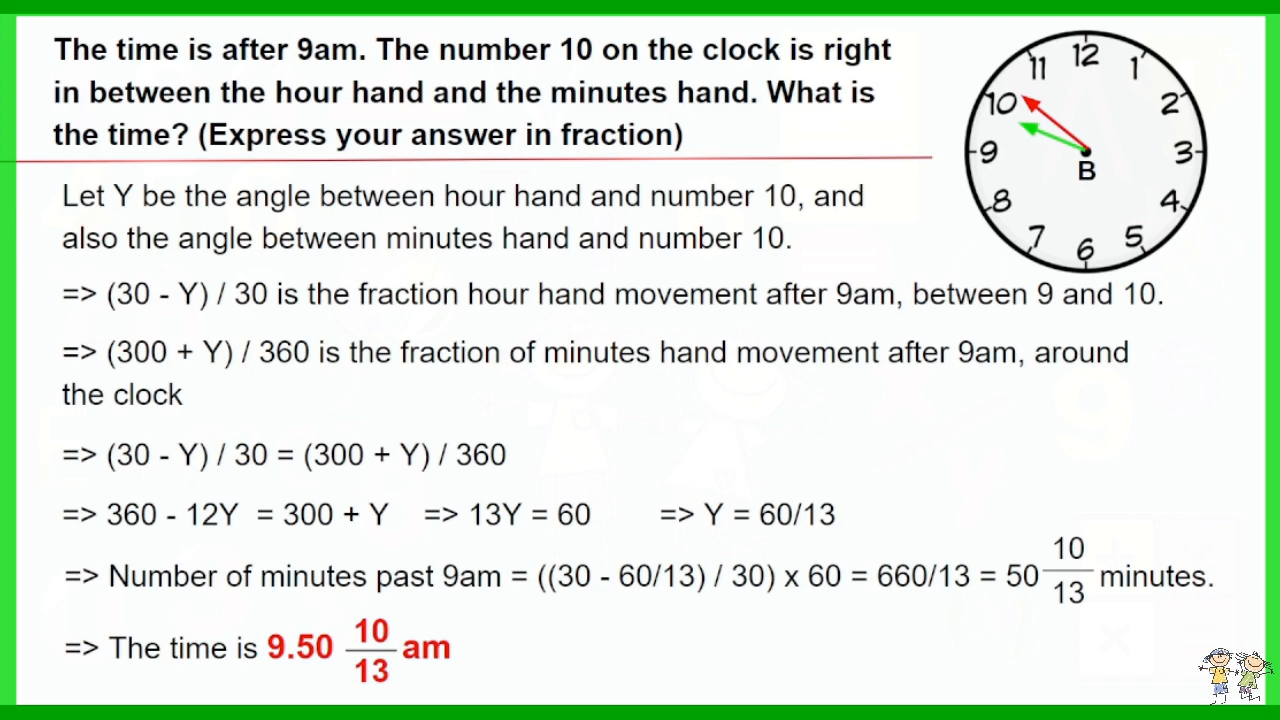 The time is after 9am. The number 10 on the clock is right
in between the hour hand and the minutes hand. What is
the time? (Express your answer in fraction)
12
11
1
10
2
9
3
B
8
4
7
5
6
Let Y be the angle between hour hand and number 10, and
also the angle between minutes hand and number 10.
=> (30 - Y) / 30 is the fraction hour hand movement after 9am, between 9 and 10.
=> (300 + Y) / 360 is the fraction of minutes hand movement after 9am, around
the clock
=> (30 - Y) / 30 = (300 + Y) / 360
=> 360 - 12Y = 300 + Y => 13Y = 60 => Y = 60/13
=> Number of minutes past 9am = ((30 - 60/13) / 30) x 60 = 660/13 = 50 10/13 minutes.
=> The time is 9.50 10/13 am